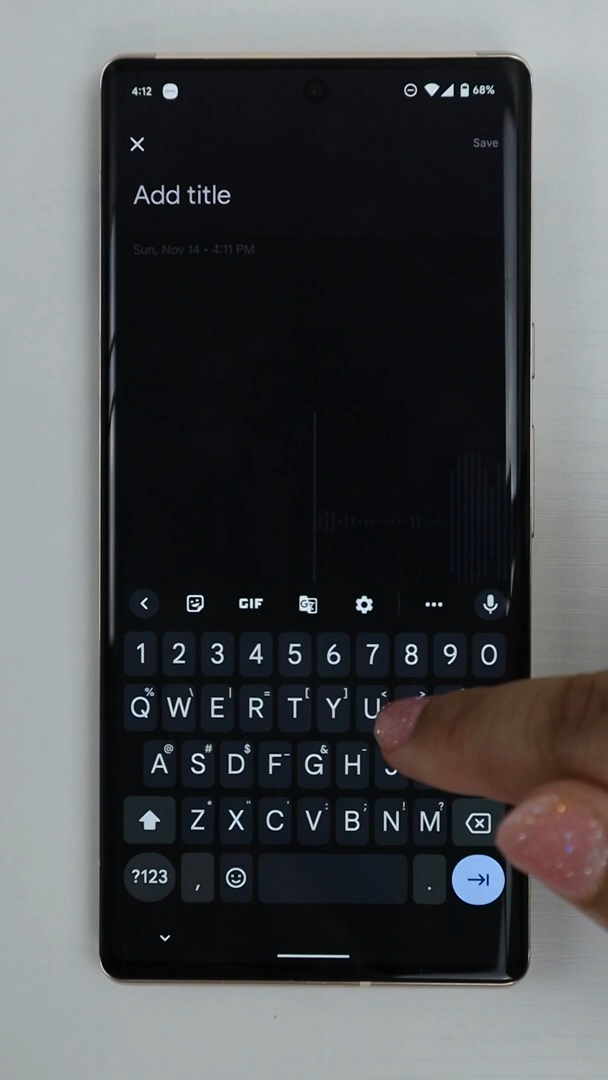 4:12 68%
Save
Add title
Sun, Nov 14 • 4:11 PM
GIF
1 2 3 4 5 6 7 8 9 0
% \ | = [ ] < >
Q W E R T Y U
@ # $ _ & -
A S D F G H J
* " ' : ; ! ?
Z X C V B N M
?123 , .